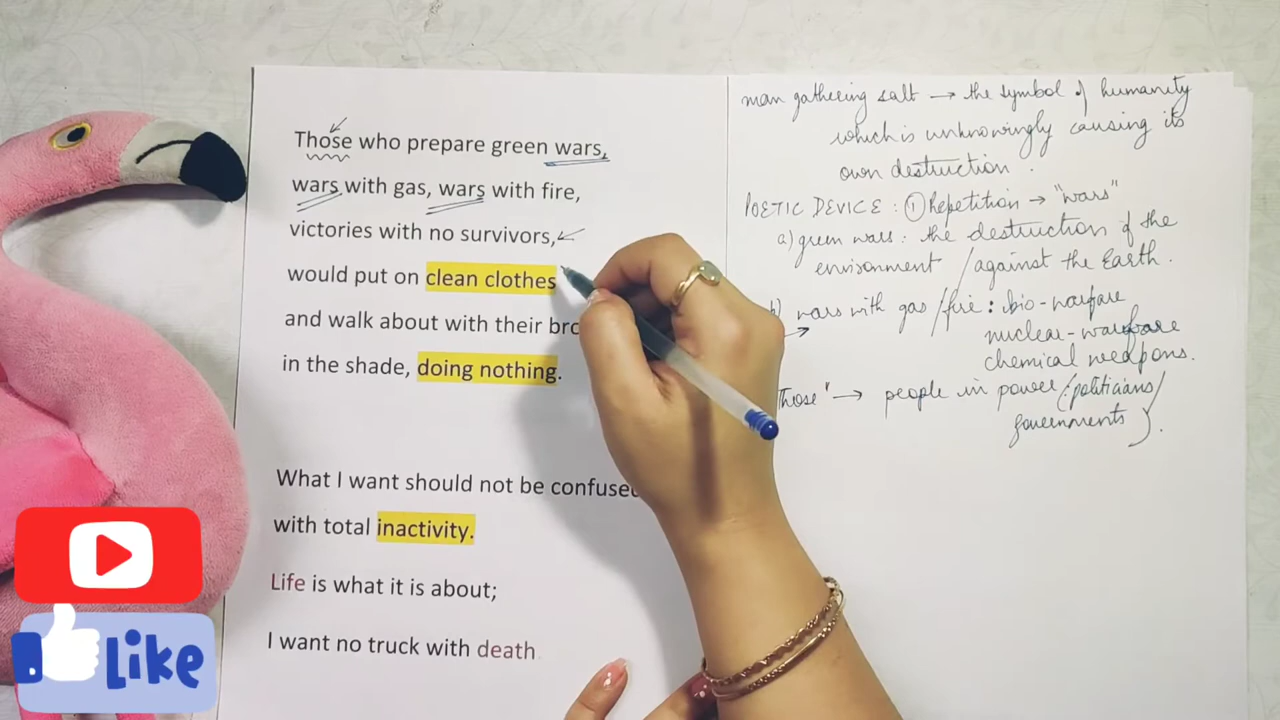 Those who prepare green wars,
wars with gas, wars with fire,
victories with no survivors,
would put on clean clothes
and walk about with their
in the shade, doing nothing.
What I want should not be confused
with total inactivity.
Life is what it is about;
I want no truck with death
man gathering salt → the symbol of humanity
which is unknowingly causing its
own destruction.
POETIC DEVICE: ① Repetition → "wars"
a) green wars: the destruction of the
environment / against the Earth.
b) wars with gas / fire: bio-warfare
nuclear-warfare
chemical weapons.
Those" → people in power (politicians/
governments).
Like